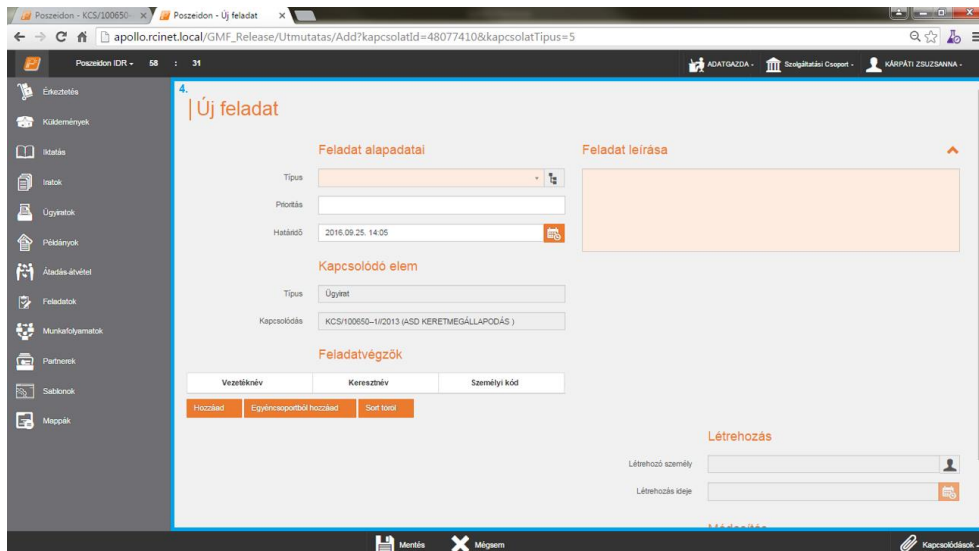 Poszeidon - KCS/100650-
Poszeidon - Új feladat
apollo.rcinet.local/GMF_Release/Utmutatas/Add?kapcsolatId=48077410&kapcsolatTipus=5
Poszeidon IDR - 58 : 31
ADATGAZDA -
Szolgáltatási Csoport -
KÁRPÁTI ZSUZSANNA -
Érkeztetés
Küldemények
Iktatás
Iratok
Ügyiratok
Példányok
Átadás-átvétel
Feladatok
Munkafolyamatok
Partnerek
Sablonok
Mappák
4.
Új feladat
Feladat alapadatai
Típus
Prioritás
Határidő 2016.09.25. 14:05
Kapcsolódó elem
Típus Ügyirat
Kapcsolódás KCS/100650–1//2013 (ASD KERETMEGÁLLAPODÁS )
Feladatvégzők
Vezetéknév Keresztnév Személyi kód
Hozzáad Egyéncsoportból hozzáad Sort töröl
Feladat leírása
Létrehozás
Létrehozó személy
Létrehozás ideje
Módosítás
Mentés Mégsem Kapcsolódások